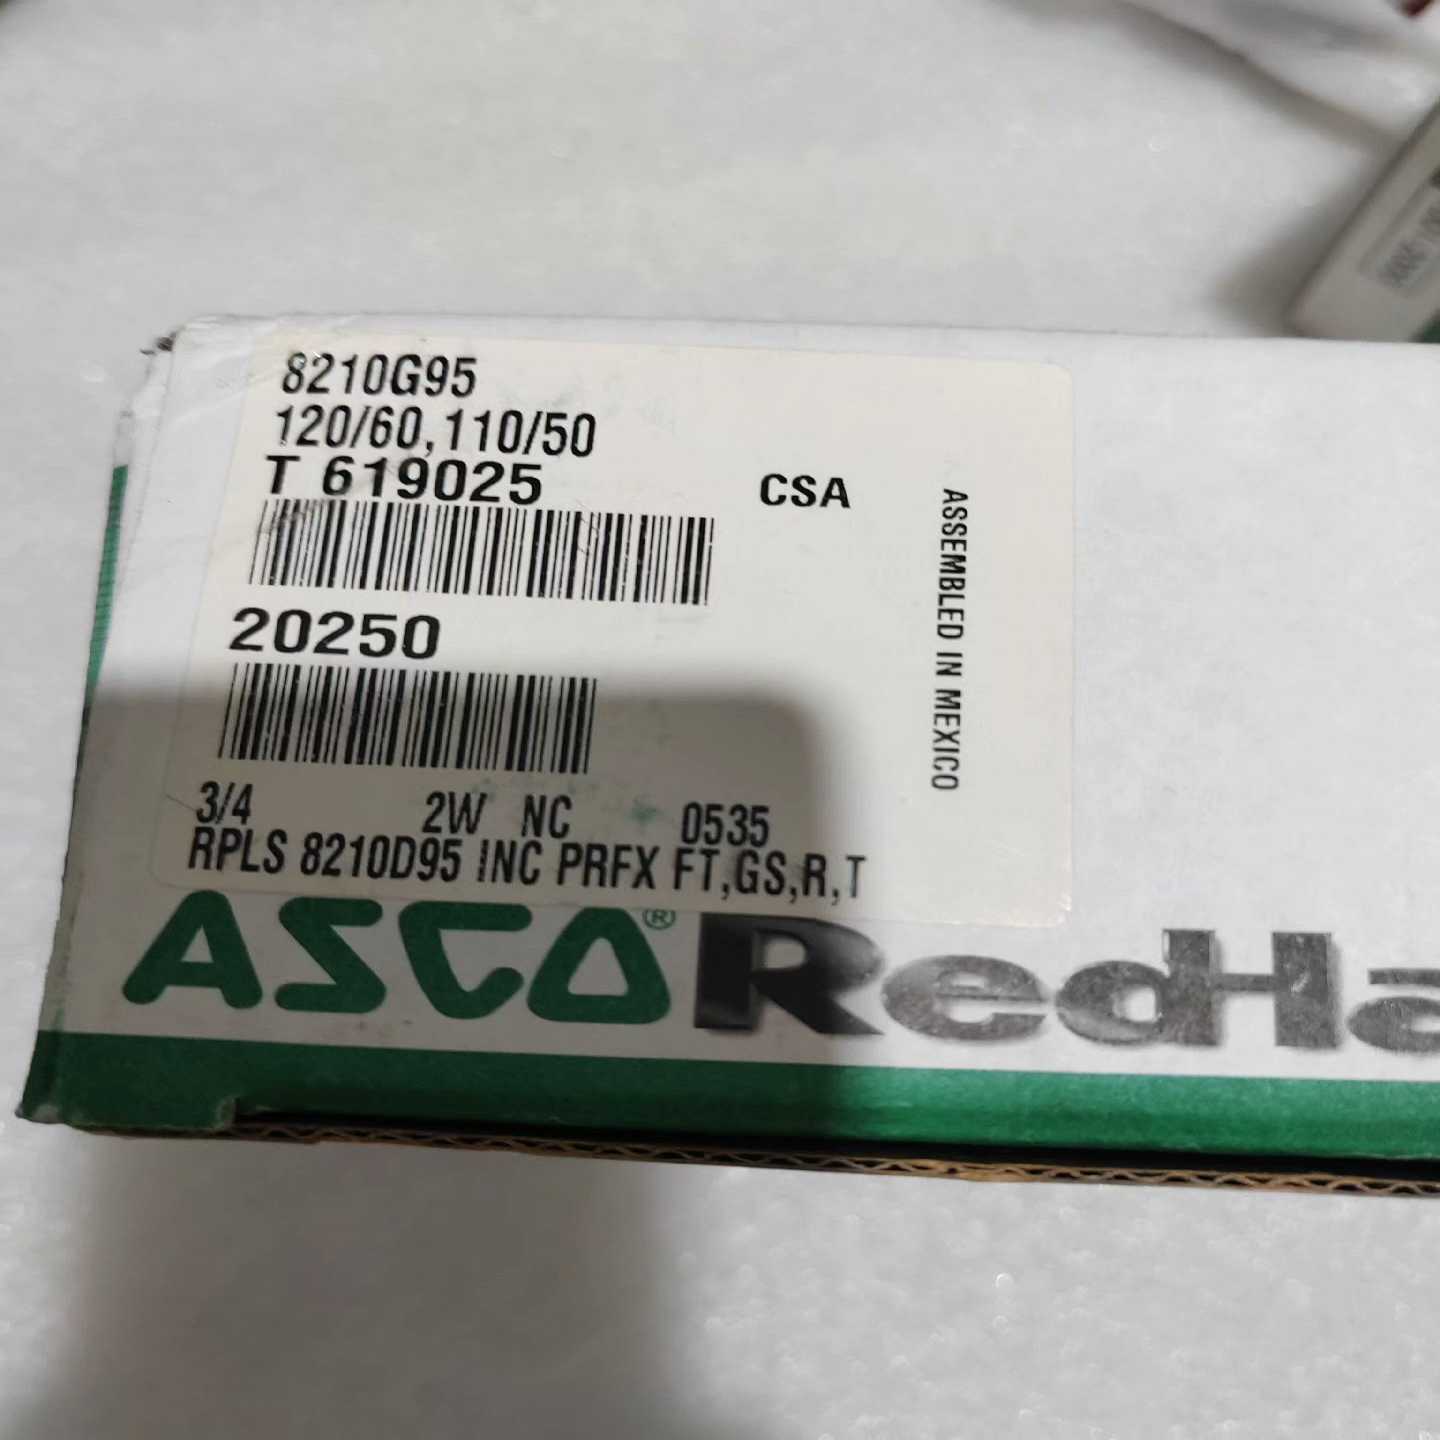 8210G95
120/60,110/50
T 619025
CSA
ASSEMBLED IN MEXICO
20250
3/4 2W NC 0535
RPLS 8210D95 INC PRFX FT,GS,R,T
ASCO® RedHa